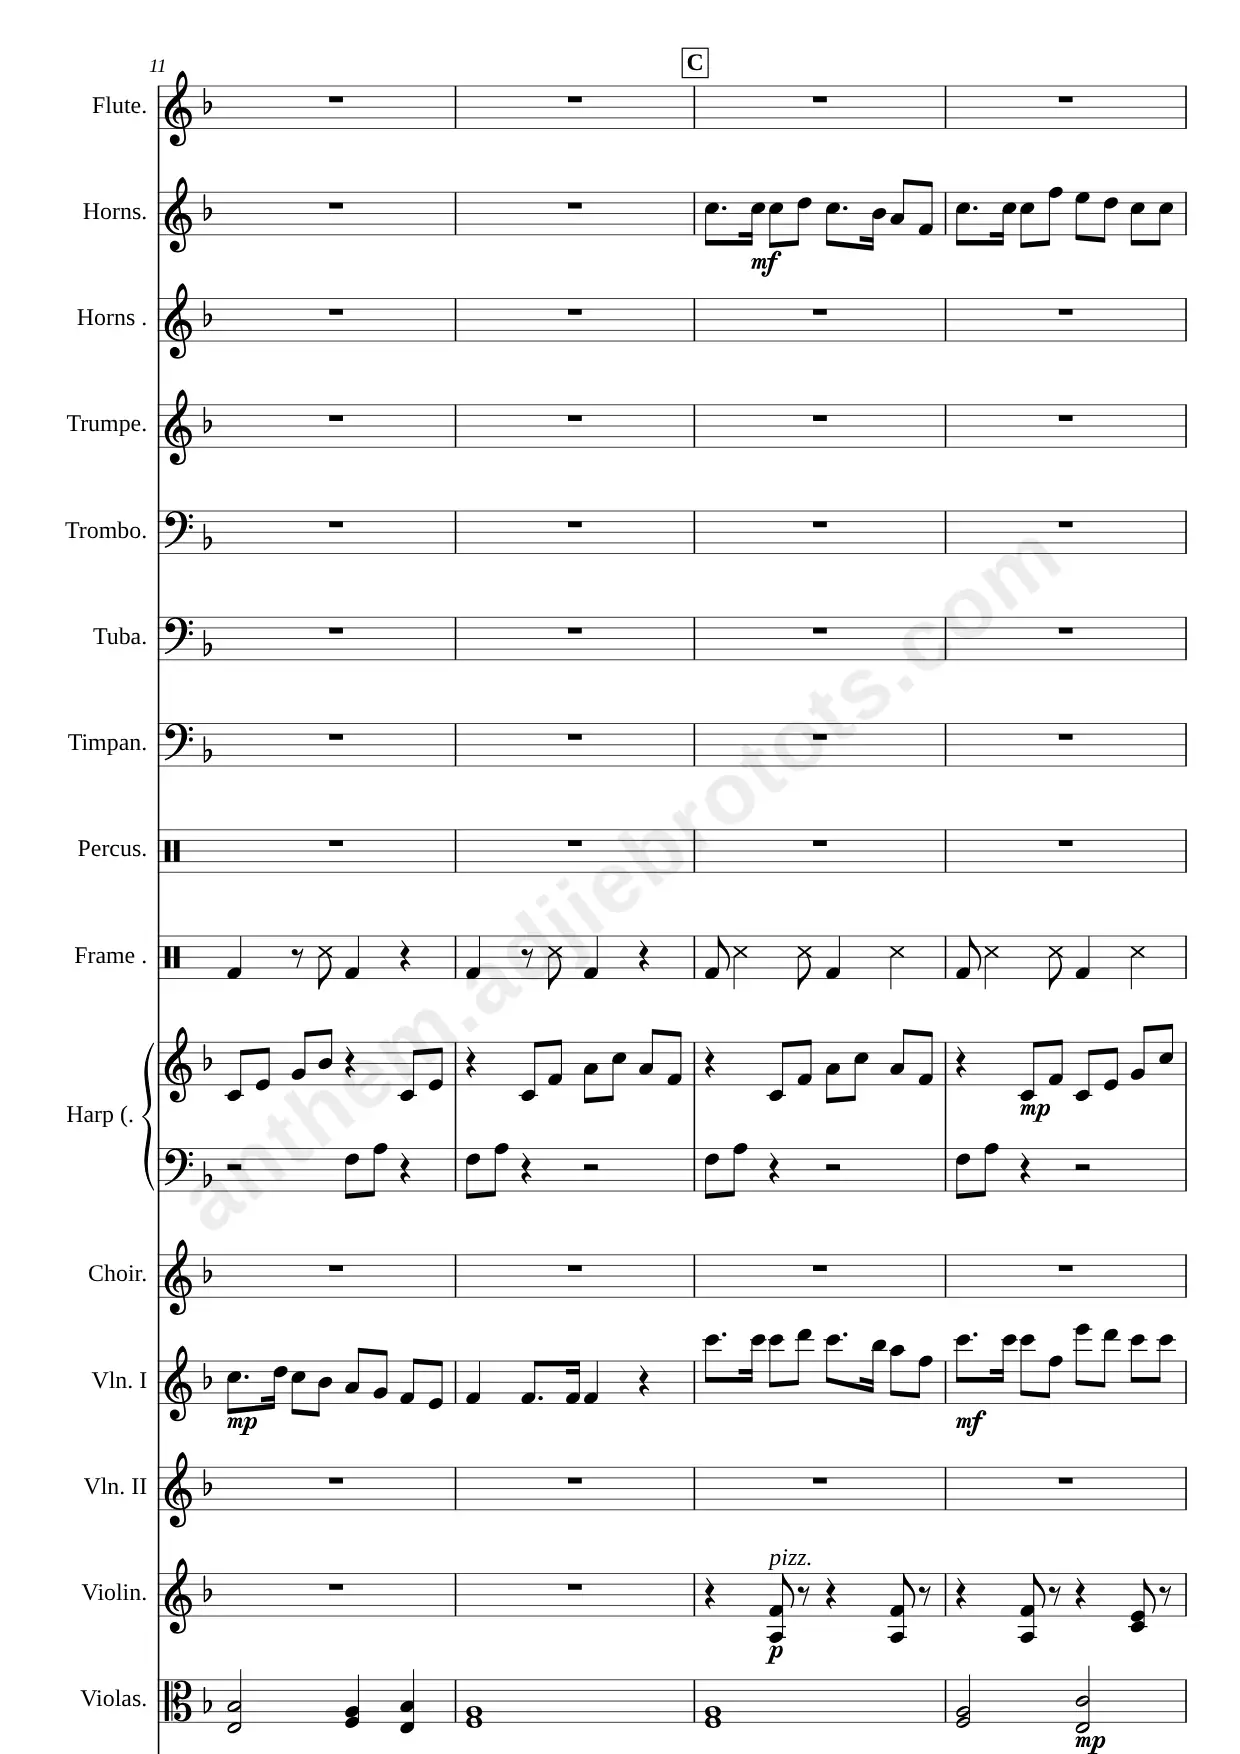 11
C
Flute.
Horns.
mf
Horns .
Trumpe.
Trombo.
Tuba.
Timpan.
Percus.
Frame .
Harp (.
mp
Choir.
Vln. I
mp
mf
Vln. II
pizz.
Violin.
p
Violas.
mp
anthem.adjiebrotots.com